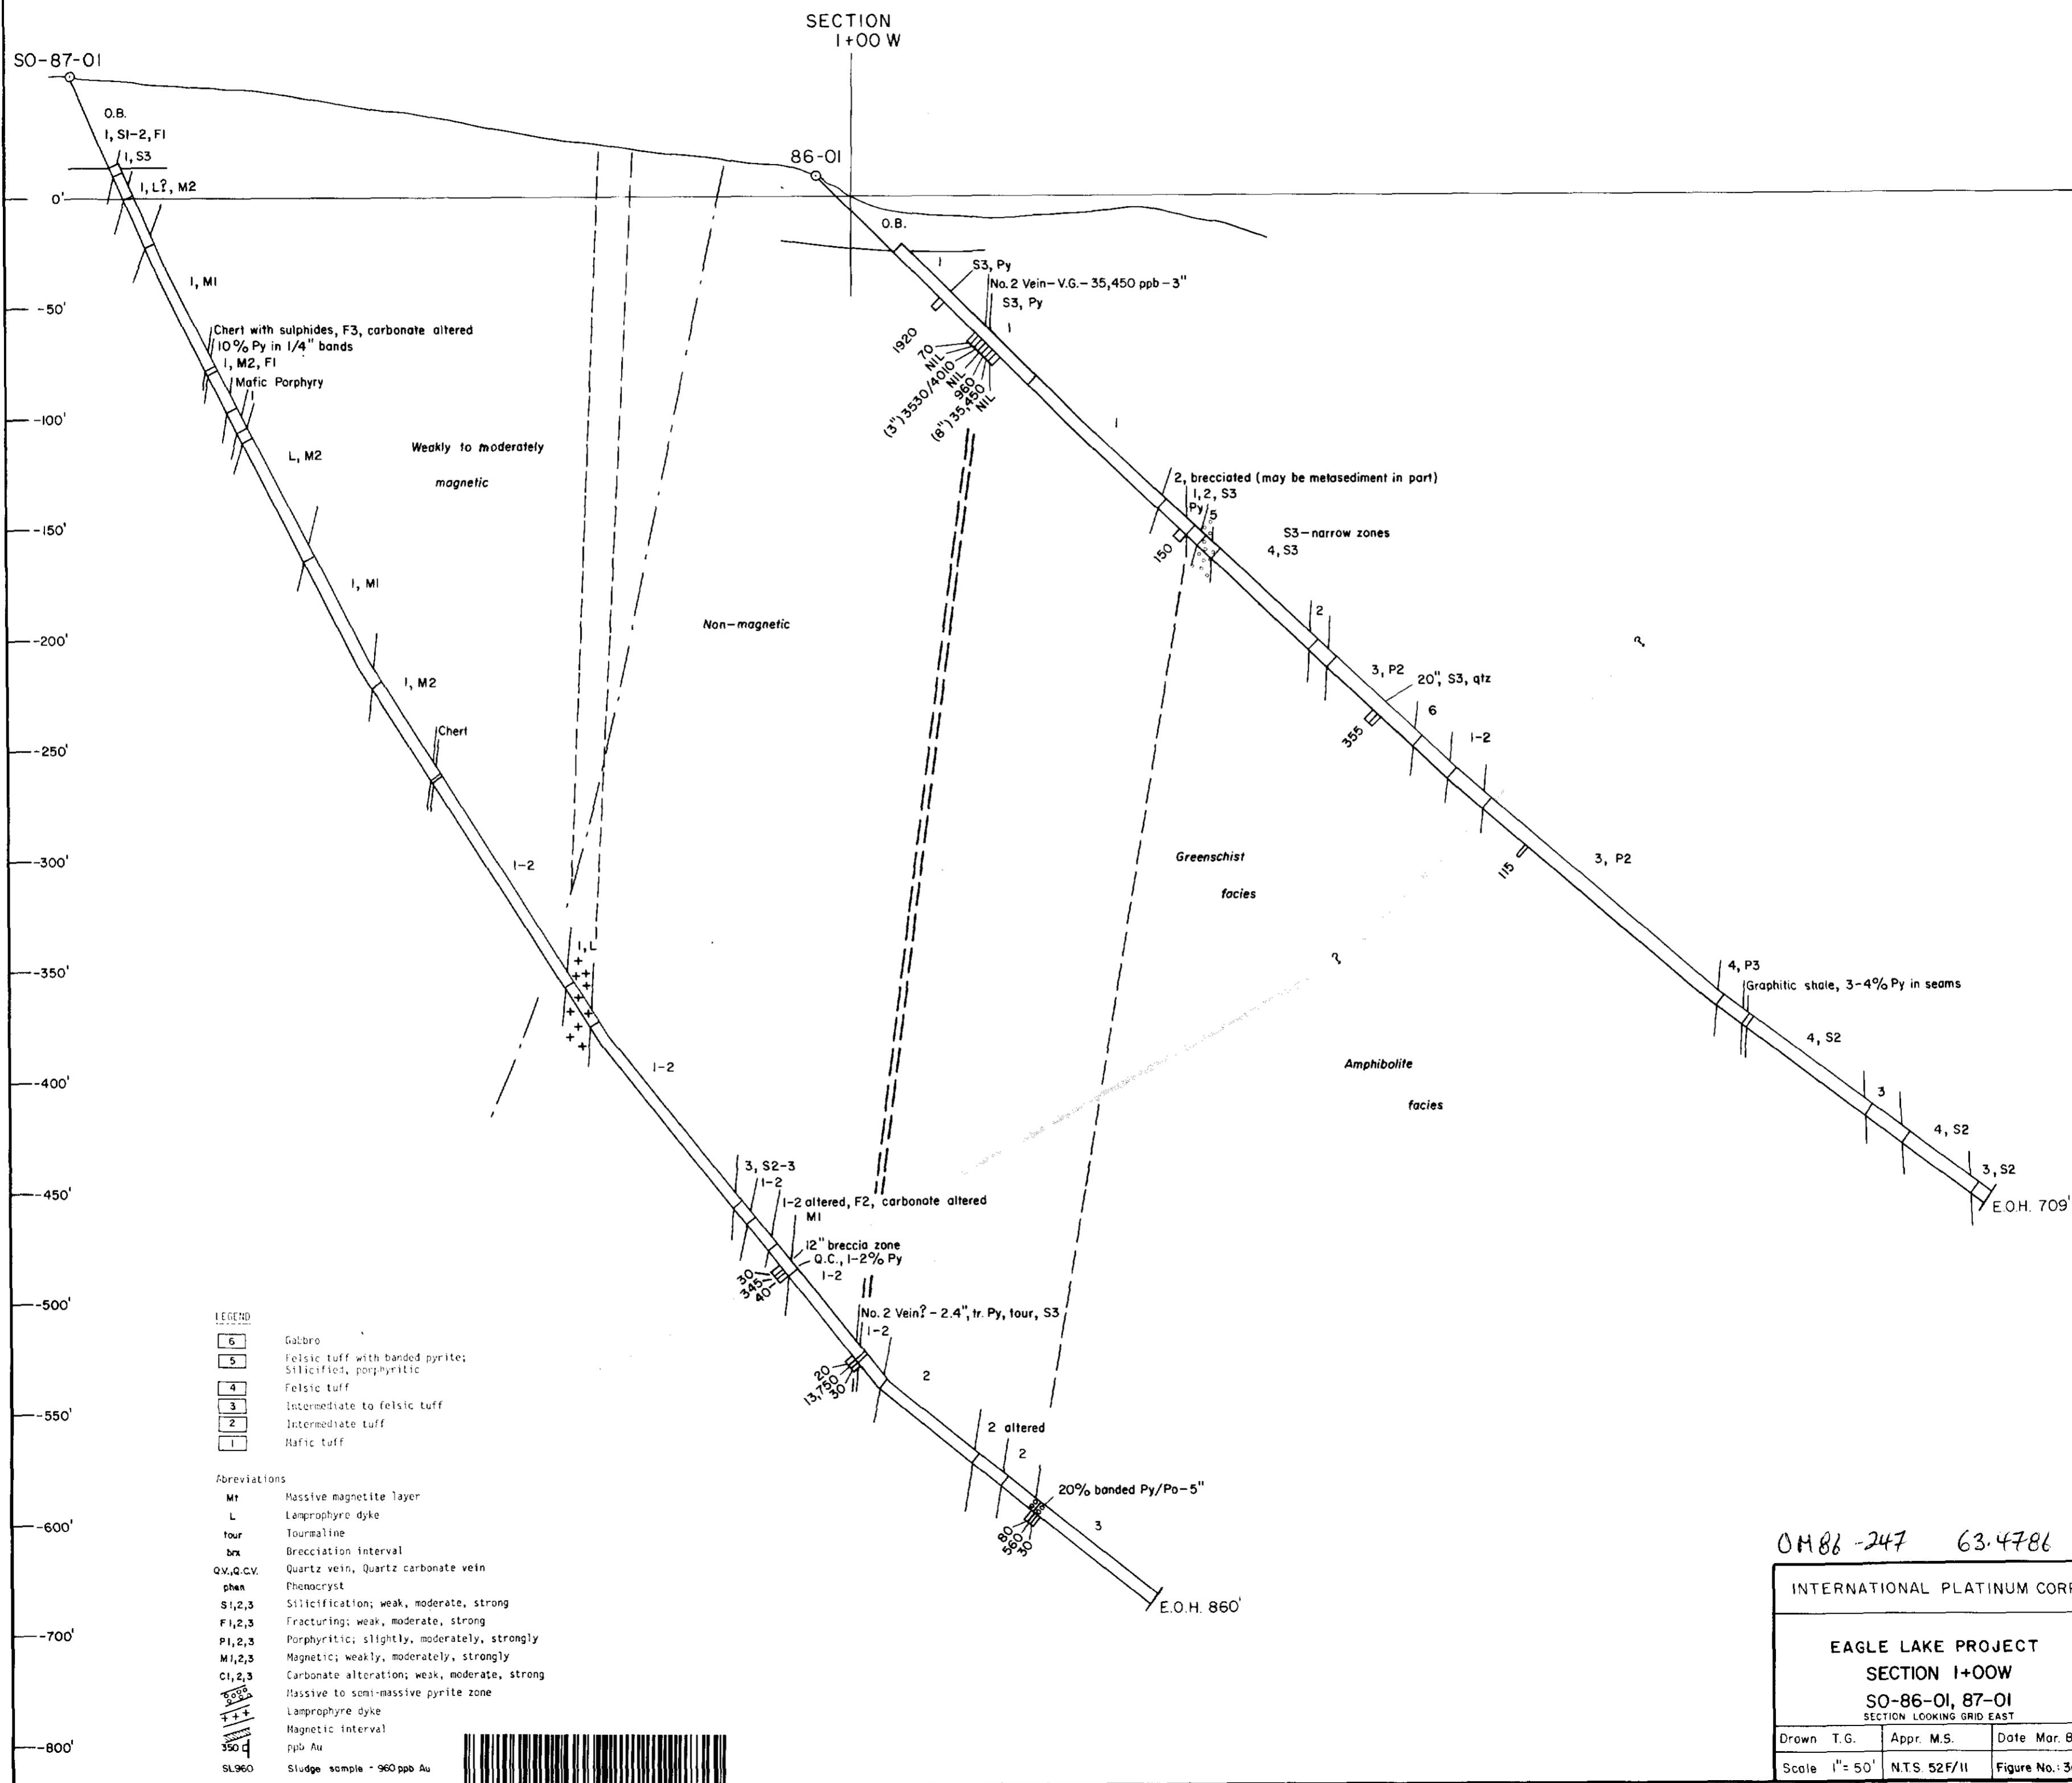 SECTION
1+00 W
SO-87-01
O.B.
1, S1-2, F1
1, S3
1, L?, M2
86-01
O.B.
1
S3, Py
No. 2 Vein-V.G.-35,450 ppb-3"
S3, Py
1
0'
-50'
-100'
-150'
-200'
-250'
-300'
-350'
-400'
-450'
-500'
-550'
-600'
-700'
-800'
1, M1
Chert with sulphides, F3, carbonate altered
10% Py in 1/4" bands
1, M2, F1
Mafic Porphyry
L, M2
1, M1
1, M2
Chert
1-2
1, L
1-2
3, S2-3
1-2
1-2 altered, F2, carbonate altered
M1
12" breccia zone
Q.C., 1-2% Py
1-2
30
345
40
No. 2 Vein? - 2.4", tr. Py, tour, S3
1-2
20
13,750
30
2
2 altered
2
20% banded Py/Po-5"
80
560
30
3
E.O.H. 860'
Weakly to moderately
magnetic
Non-magnetic
1920
70
NIL
(3") 3530/4010
NIL
960
(8") 35,450
NIL
1
2, brecciated (may be metasediment in part)
1, 2, S3
Py
5
150
S3-narrow zones
4, S3
2
3, P2
20", S3, qtz
355
6
1-2
115
3, P2
4, P3
Graphitic shale, 3-4% Py in seams
4, S2
3
4, S2
3, S2
E.O.H. 709'
?
?
Greenschist
facies
Amphibolite
facies
LEGEND
6 Gabbro
5 Felsic tuff with banded pyrite;
Silicified, porphyritic
4 Felsic tuff
3 Intermediate to felsic tuff
2 Intermediate tuff
1 Mafic tuff
Abreviations
Mt Massive magnetite layer
L Lamprophyre dyke
tour Tourmaline
brx Brecciation interval
Q.V.,Q.C.V. Quartz vein, Quartz carbonate vein
phen Phenocryst
S1,2,3 Silicification; weak, moderate, strong
F1,2,3 Fracturing; weak, moderate, strong
P1,2,3 Porphyritic; slightly, moderately, strongly
M1,2,3 Magnetic; weakly, moderately, strongly
C1,2,3 Carbonate alteration; weak, moderate, strong
Massive to semi-massive pyrite zone
Lamprophyre dyke
Magnetic interval
350 ppb Au
SL960 Sludge sample - 960 ppb Au
OM86-247 63.4786
INTERNATIONAL PLATINUM CORP
EAGLE LAKE PROJECT
SECTION 1+00W
SO-86-01, 87-01
SECTION LOOKING GRID EAST
Drawn T.G. Appr. M.S. Date Mar. 8
Scale 1"= 50' N.T.S. 52F/11 Figure No.: 3